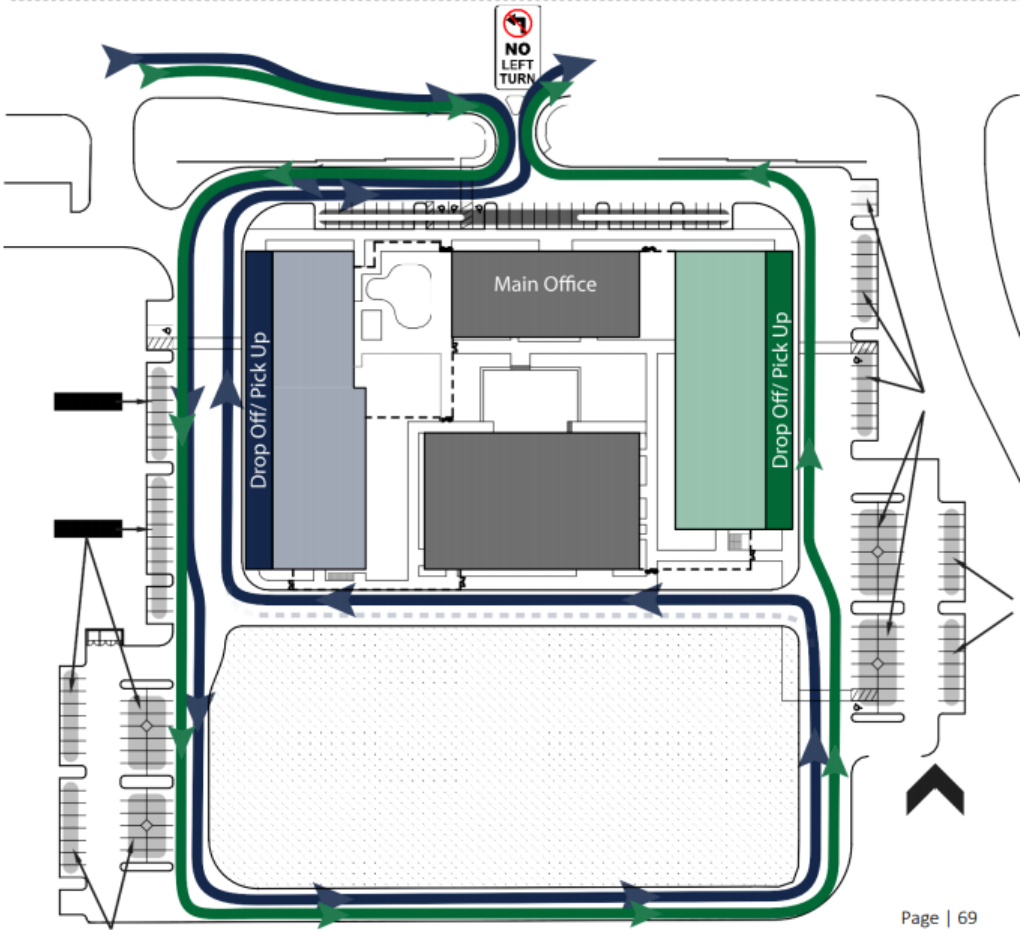 NO
LEFT
TURN
Main Office
Drop Off/ Pick Up
Drop Off/ Pick Up
Page | 69